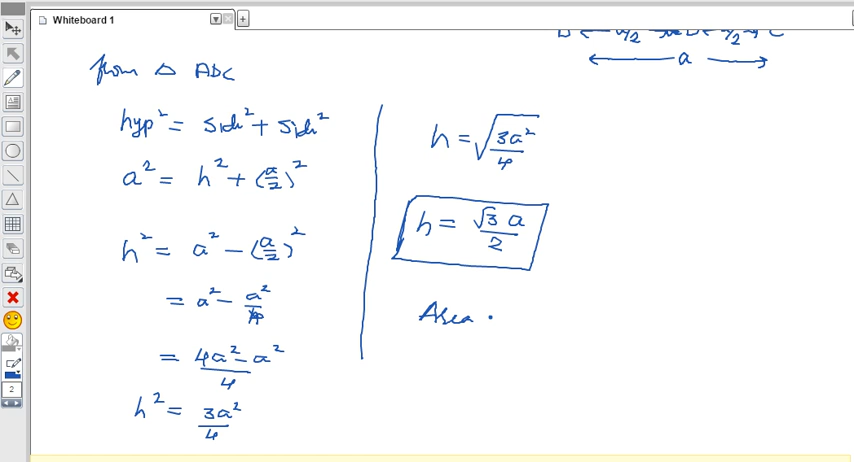 Whiteboard 1
a
from △ ADC
hyp² = side² + side²
a² = h² + (a/2)²
h² = a² - (a/2)²
= a² - a²/4
= 4a² - a²/4
h² = 3a²/4
h = √3a²/4
h = √3 a/2
Area .
2